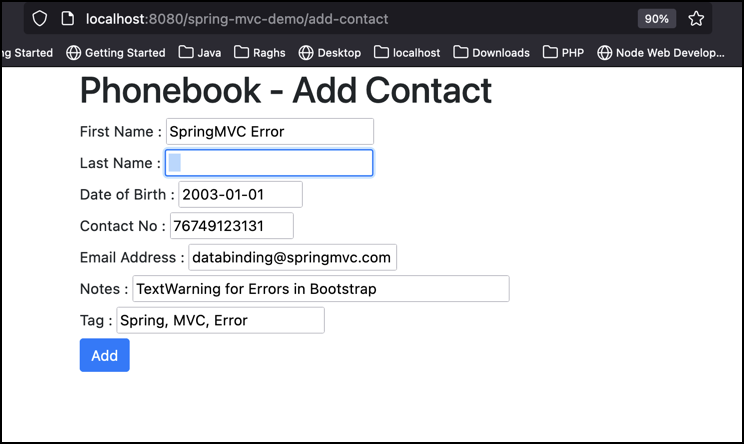 localhost:8080/spring-mvc-demo/add-contact 90%
ng Started Getting Started Java Raghs Desktop localhost Downloads PHP Node Web Develop...
Phonebook - Add Contact
First Name : SpringMVC Error
Last Name :
Date of Birth : 2003-01-01
Contact No : 76749123131
Email Address : databinding@springmvc.com
Notes : TextWarning for Errors in Bootstrap
Tag : Spring, MVC, Error
Add